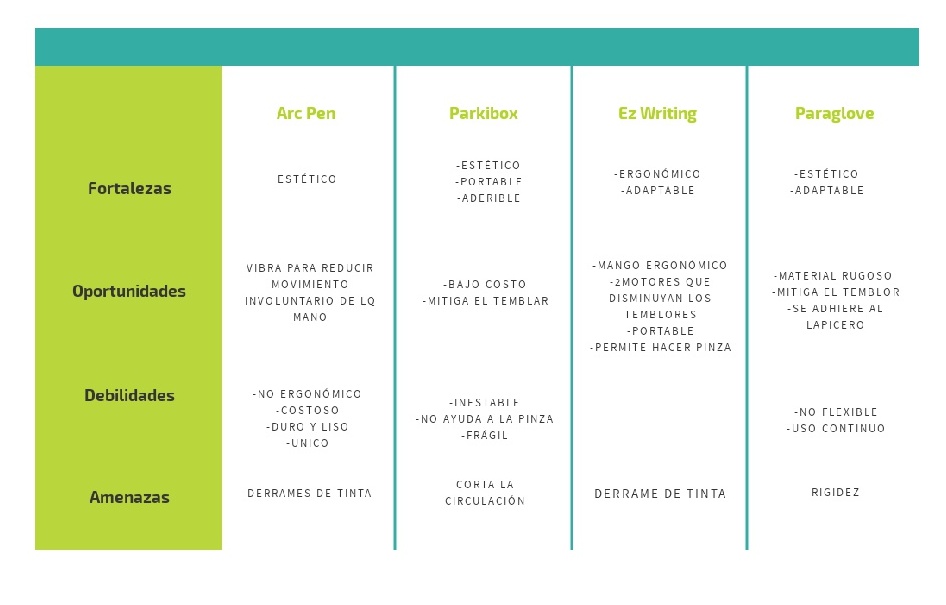 Arc Pen
Parkibox
Ez Writing
Paraglove
Fortalezas
ESTÉTICO
-ESTÉTICO
-PORTABLE
-ADERIBLE
-ERGONÓMICO
-ADAPTABLE
-ESTÉTICO
-ADAPTABLE
Oportunidades
VIBRA PARA REDUCIR
MOVIMIENTO
INVOLUNTARIO DE LQ
MANO
-BAJO COSTO
-MITIGA EL TEMBLAR
-MANGO ERGONÓMICO
-2MOTORES QUE
DISMINUYAN LOS
TEMBLORES
-PORTABLE
-PERMITE HACER PINZA
-MATERIAL RUGOSO
-MITIGA EL TEMBLOR
-SE ADHIERE AL
LAPICERO
Debilidades
-NO ERGONÓMICO
-COSTOSO
-DURO Y LISO
-UNICO
-INESTABLE
-NO AYUDA A LA PINZA
-FRAGIL
-NO FLEXIBLE
-USO CONTINUO
Amenazas
DERRAMES DE TINTA
CORTA LA
CIRCULACIÓN
DERRAME DE TINTA
RIGIDEZ